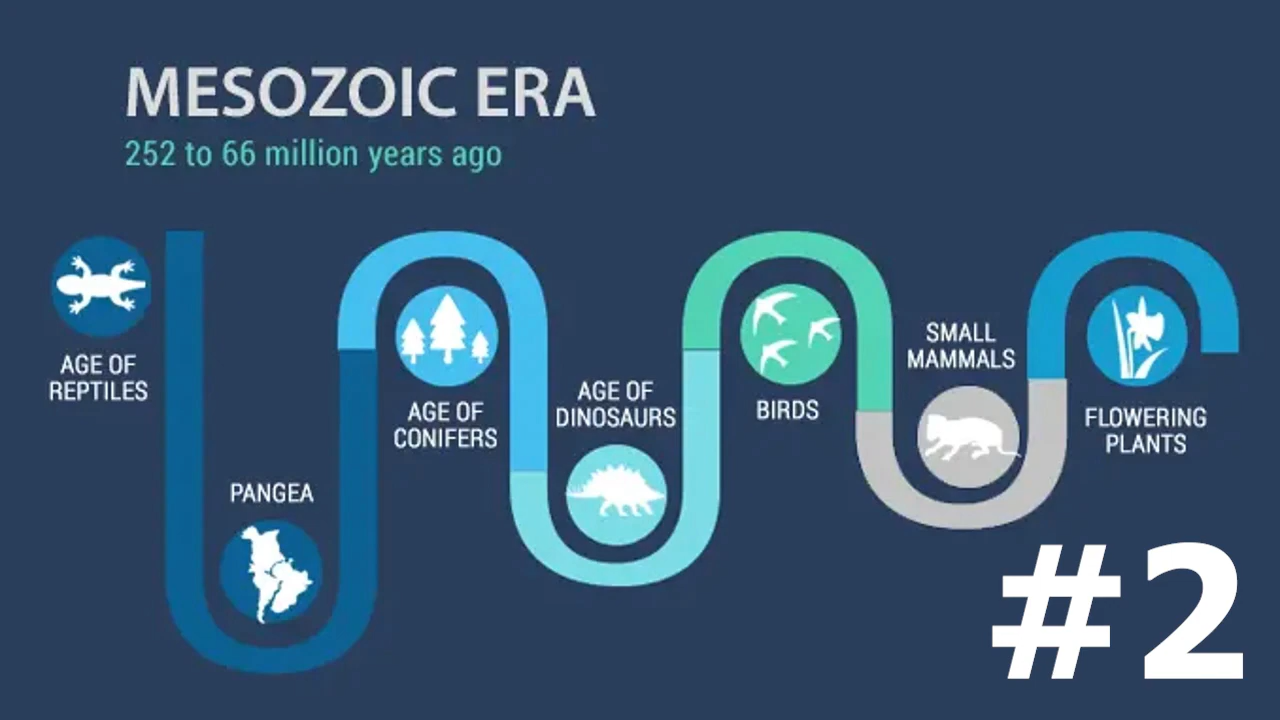 MESOZOIC ERA
252 to 66 million years ago
AGE OF
REPTILES
PANGEA
AGE OF
CONIFERS
AGE OF
DINOSAURS
BIRDS
SMALL
MAMMALS
FLOWERING
PLANTS
#2